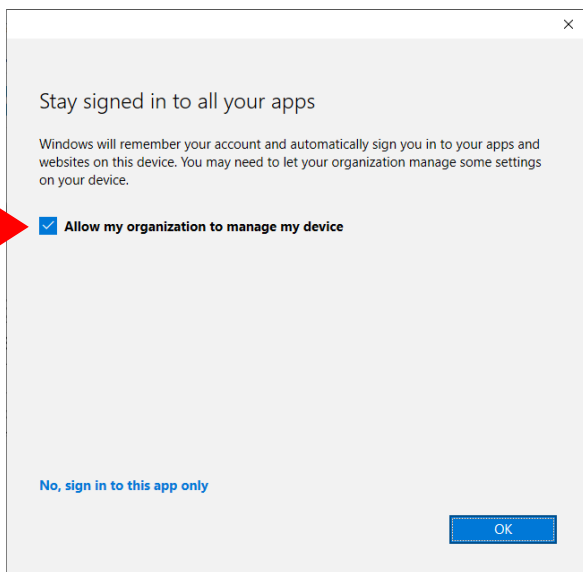 Stay signed in to all your apps
Windows will remember your account and automatically sign you in to your apps and
websites on this device. You may need to let your organization manage some settings
on your device.
Allow my organization to manage my device
No, sign in to this app only
OK